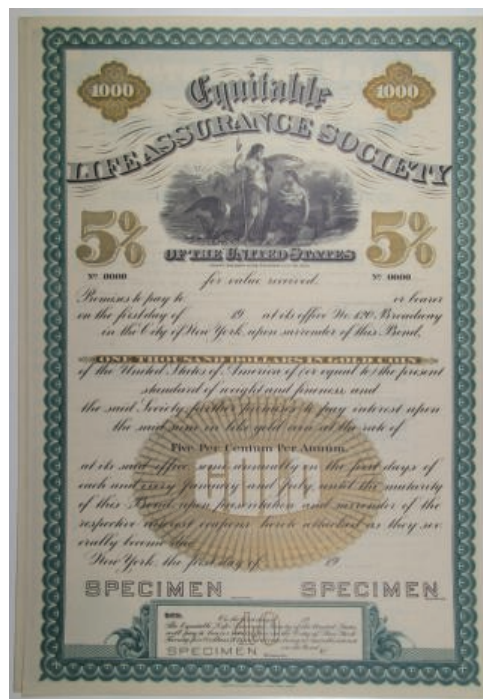 1000
1000
Equitable
LIFE ASSURANCE SOCIETY
5%
5%
OF THE UNITED STATES
Nº 0000
Nº 0000
for value received.
Promises to pay to or bearer
on the first day of 19 at its office No. 120 Broadway
in the City of New York, upon surrender of this Bond,
ONE THOUSAND DOLLARS IN GOLD COIN
of the United States of America of (or equal to) the present
standard of weight and fineness, and
the said Society further promises to pay interest upon
the said sum in like gold coin at the rate of
Five Per Centum Per Annum
at its said office semi annually on the first days of
each and every January and July, until the maturity
of this Bond, upon presentation and surrender of the
respective interest coupons hereto attached as they sev
erally become due.
GOLD
New York, the first day of 19
SPECIMEN
SPECIMEN
SPECIMEN